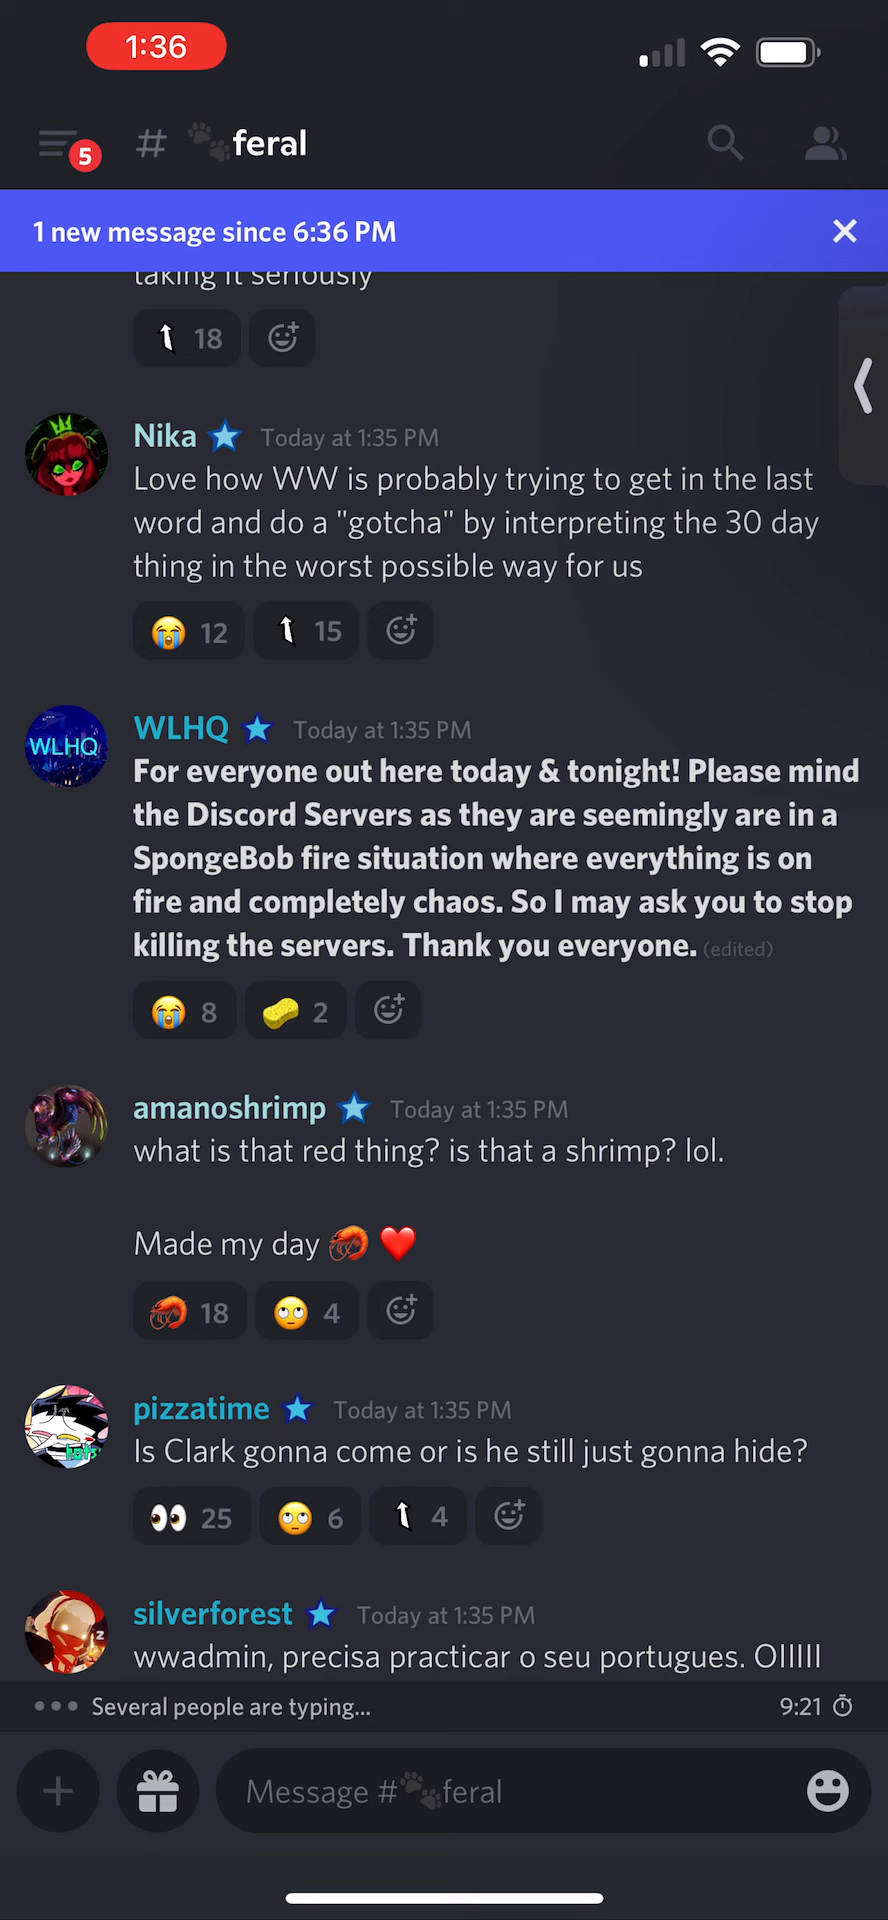 1:36
5 # feral
1 new message since 6:36 PM
taking it seriously
18
Nika Today at 1:35 PM
Love how WW is probably trying to get in the last
word and do a "gotcha" by interpreting the 30 day
thing in the worst possible way for us
12 15
WLHQ
WLHQ Today at 1:35 PM
For everyone out here today & tonight! Please mind
the Discord Servers as they are seemingly are in a
SpongeBob fire situation where everything is on
fire and completely chaos. So I may ask you to stop
killing the servers. Thank you everyone. (edited)
8 2
amanoshrimp Today at 1:35 PM
what is that red thing? is that a shrimp? lol.
Made my day 🦐 ❤️
18 4
pizzatime Today at 1:35 PM
Is Clark gonna come or is he still just gonna hide?
25 6 4
silverforest Today at 1:35 PM
wwadmin, precisa practicar o seu portugues. OIIIII
Several people are typing... 9:21
Message # feral